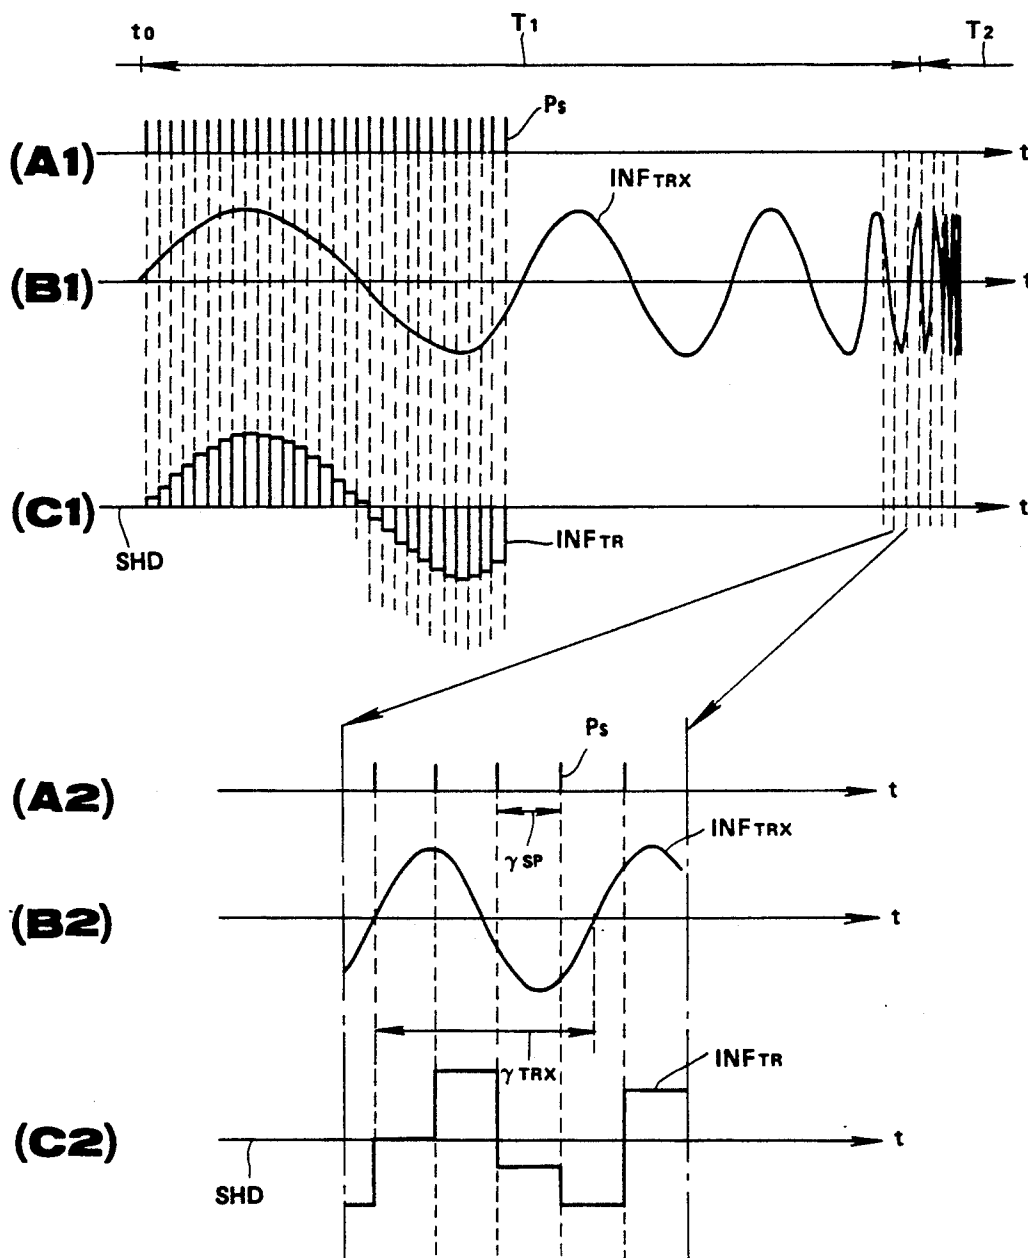 t0 T1 T2
Ps
(A1) t
INFTRX
(B1) t
(C1) t
SHD INFTR
Ps
(A2) t
γSP INFTRX
(B2) t
γTRX INFTR
(C2) t
SHD